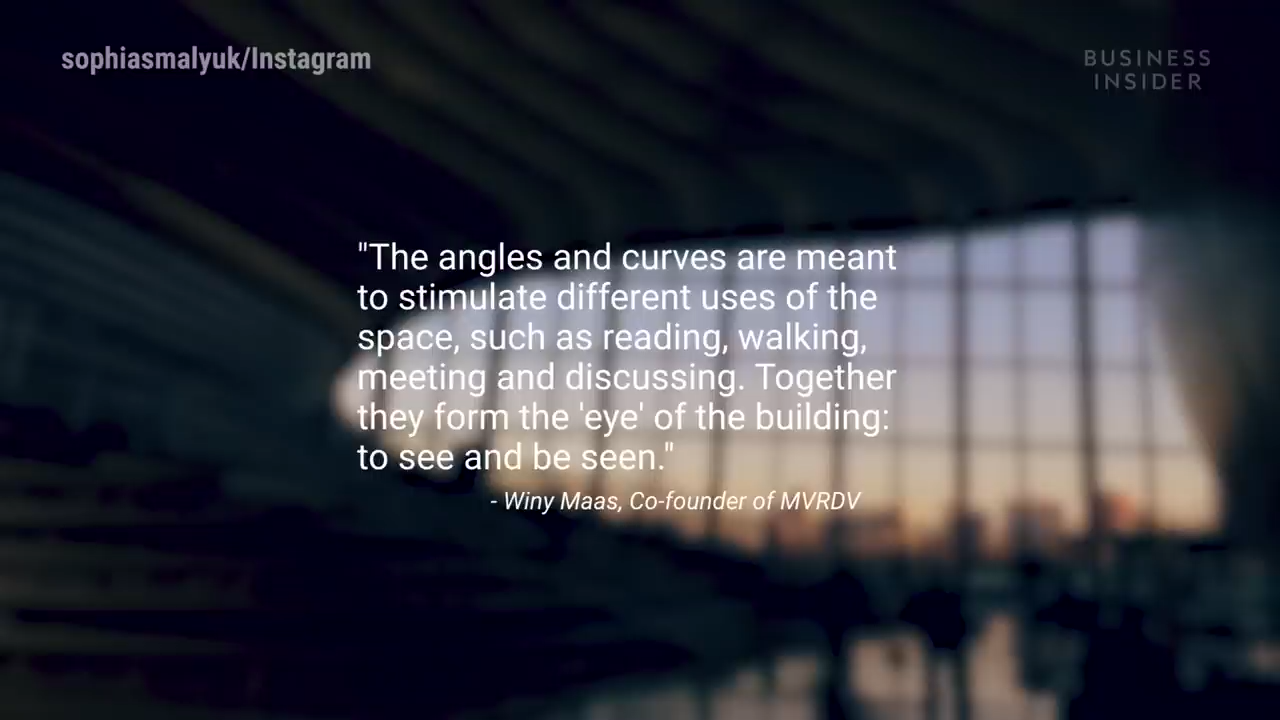 sophiasmalyuk/Instagram
BUSINESS
INSIDER
"The angles and curves are meant
to stimulate different uses of the
space, such as reading, walking,
meeting and discussing. Together
they form the 'eye' of the building:
to see and be seen."
- Winy Maas, Co-founder of MVRDV